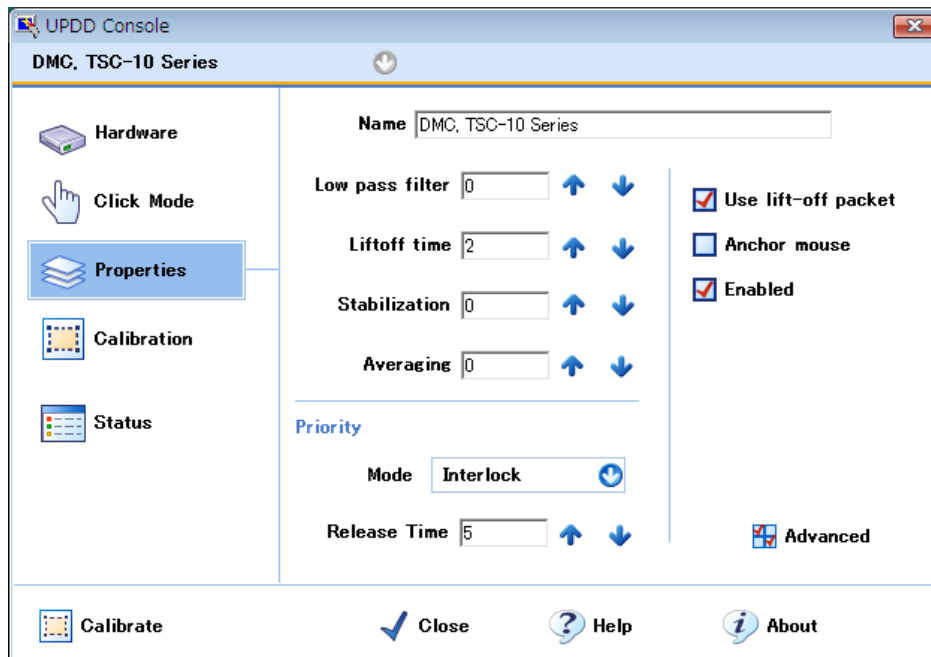 UPDD Console
DMC, TSC-10 Series
Hardware
Click Mode
Properties
Calibration
Status
Name DMC, TSC-10 Series
Low pass filter 0
Liftoff time 2
Stabilization 0
Averaging 0
Use lift-off packet
Anchor mouse
Enabled
Priority
Mode Interlock
Release Time 5
Advanced
Calibrate
Close
Help
About